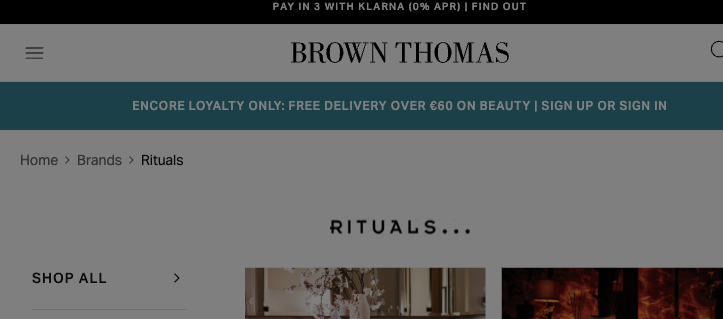 PAY IN 3 WITH KLARNA (0% APR) | FIND OUT
BROWN THOMAS
ENCORE LOYALTY ONLY: FREE DELIVERY OVER €60 ON BEAUTY | SIGN UP OR SIGN IN
Home > Brands > Rituals
RITUALS...
SHOP ALL >